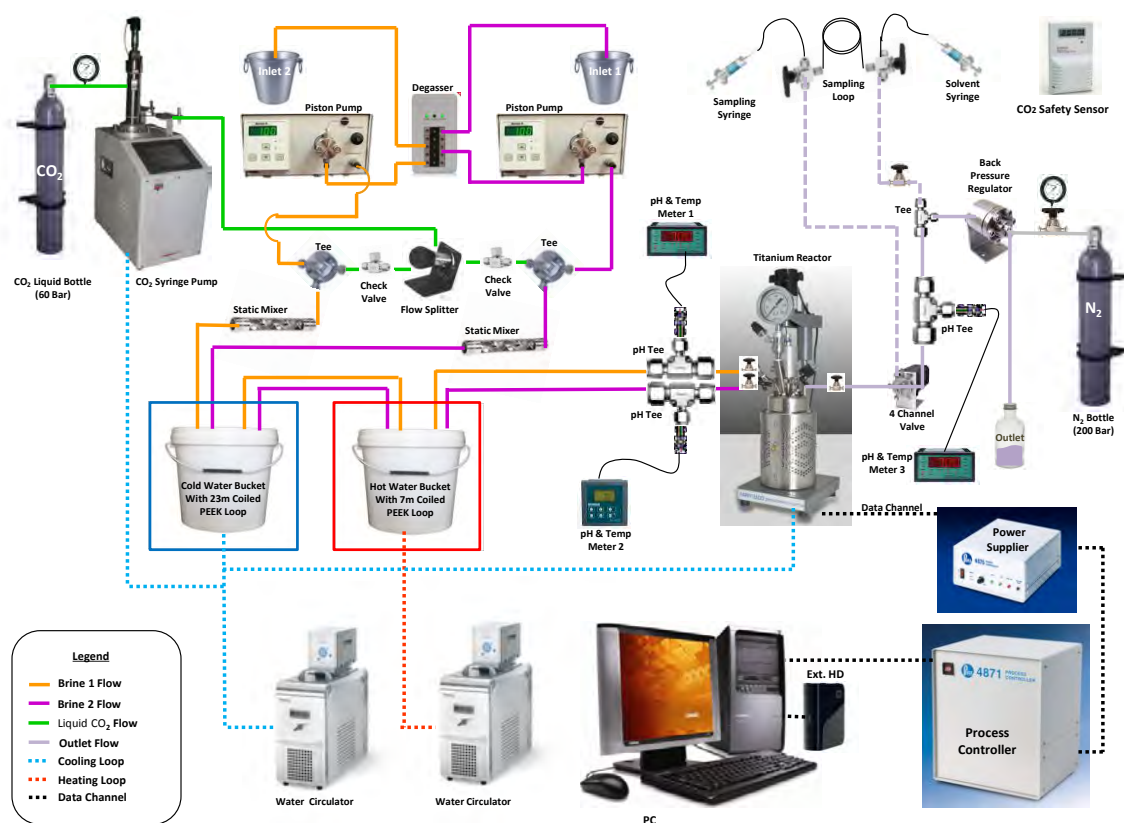 Inlet 2
Inlet 1
Degasser
Piston Pump
Piston Pump
Sampling
Syringe
Sampling
Loop
Solvent
Syringe
CO2 Safety Sensor
CO2
CO2 Liquid Bottle
(60 Bar)
CO2 Syringe Pump
Tee
Check
Valve
Flow Splitter
Check
Valve
Tee
Static Mixer
Static Mixer
pH & Temp
Meter 1
Titanium Reactor
Back
Pressure
Regulator
Tee
pH Tee
N2
N2 Bottle
(200 Bar)
pH Tee
pH Tee
4 Channel
Valve
Outlet
pH & Temp
Meter 3
Cold Water Bucket
With 23m Coiled
PEEK Loop
Hot Water Bucket
With 7m Coiled
PEEK Loop
pH & Temp
Meter 2
Data Channel
Power
Supplier
4875
Legend
Brine 1 Flow
Brine 2 Flow
Liquid CO2 Flow
Outlet Flow
Cooling Loop
Heating Loop
Data Channel
Water Circulator
Water Circulator
PC
Ext. HD
4871 PROCESS
CONTROLLER
Process
Controller